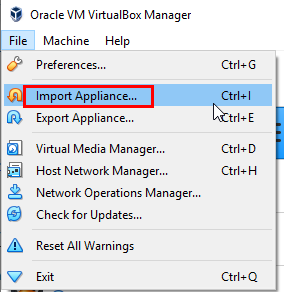 Oracle VM VirtualBox Manager
File Machine Help
Preferences... Ctrl+G
Import Appliance... Ctrl+I
Export Appliance... Ctrl+E
Virtual Media Manager... Ctrl+D
Host Network Manager... Ctrl+H
Network Operations Manager...
Check for Updates...
Reset All Warnings
Exit Ctrl+Q